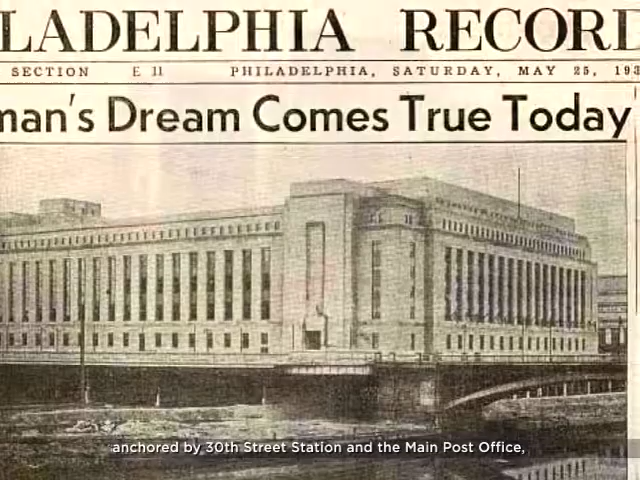 LADELPHIA RECORD
SECTION E 11 PHILADELPHIA, SATURDAY, MAY 25, 193
man's Dream Comes True Today
anchored by 30th Street Station and the Main Post Office,